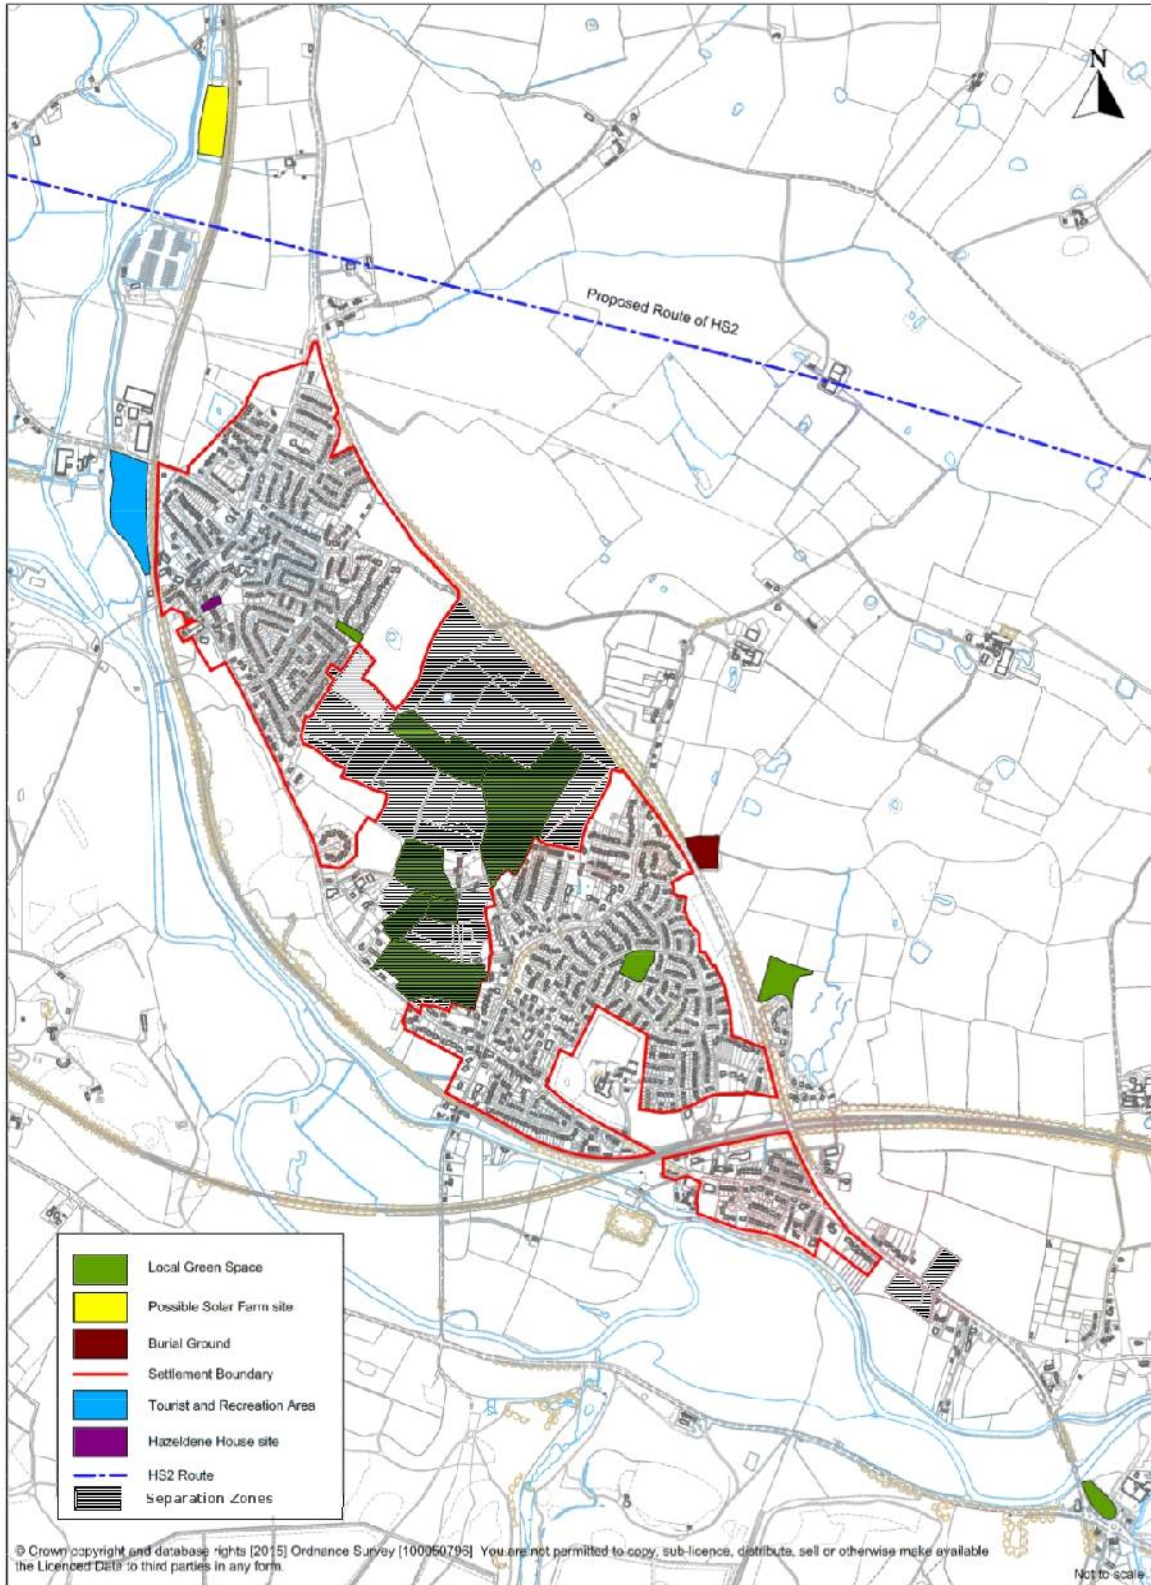 N
Proposed Route of HS2
Local Green Space
Possible Solar Farm site
Burial Ground
Settlement Boundary
Tourist and Recreation Area
Hazeldene House site
HS2 Route
Separation Zones
© Crown copyright and database rights [2015] Ordnance Survey [100050796] You are not permitted to copy, sub-licence, distribute, sell or otherwise make available
the Licenced Data to third parties in any form.
Not to scale